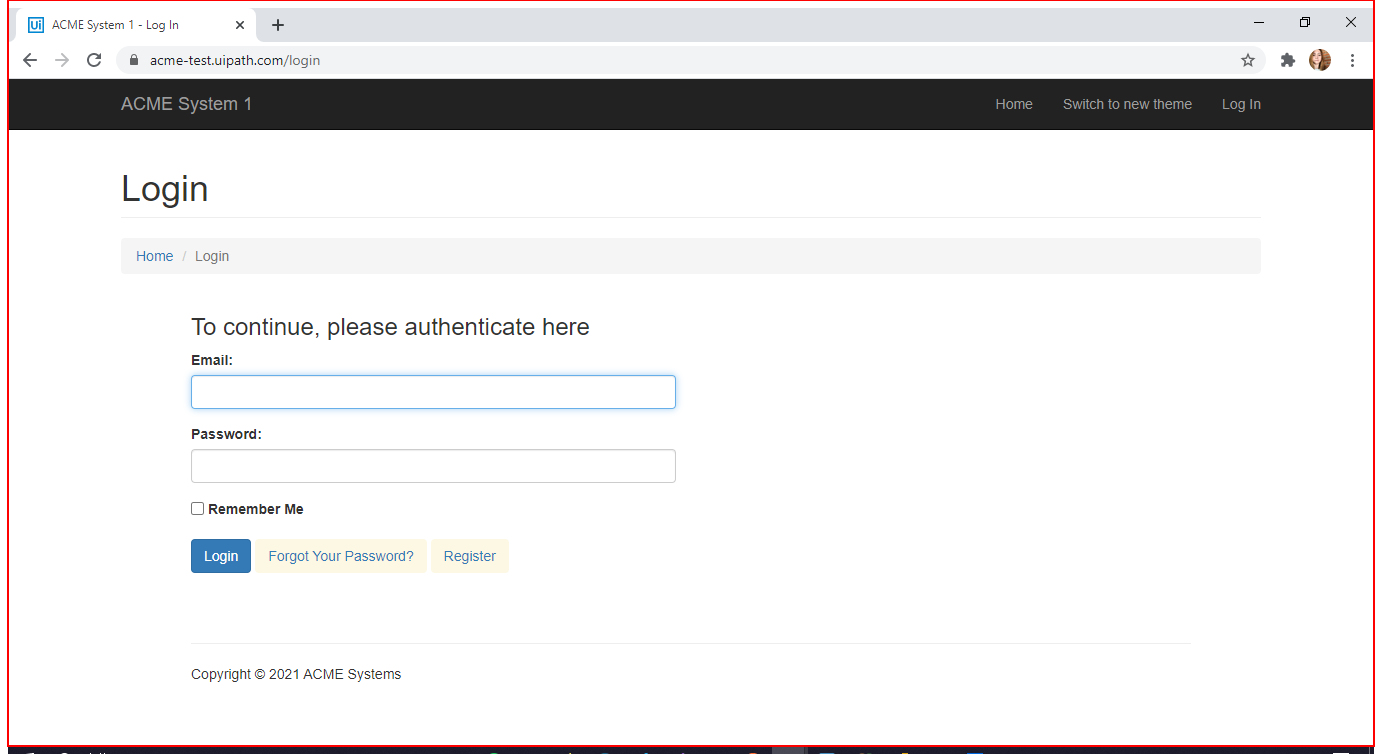 Ui ACME System 1 - Log In
acme-test.uipath.com/login
ACME System 1 Home Switch to new theme Log In
Login
Home / Login
To continue, please authenticate here
Email:
Password:
Remember Me
Login Forgot Your Password? Register
Copyright © 2021 ACME Systems